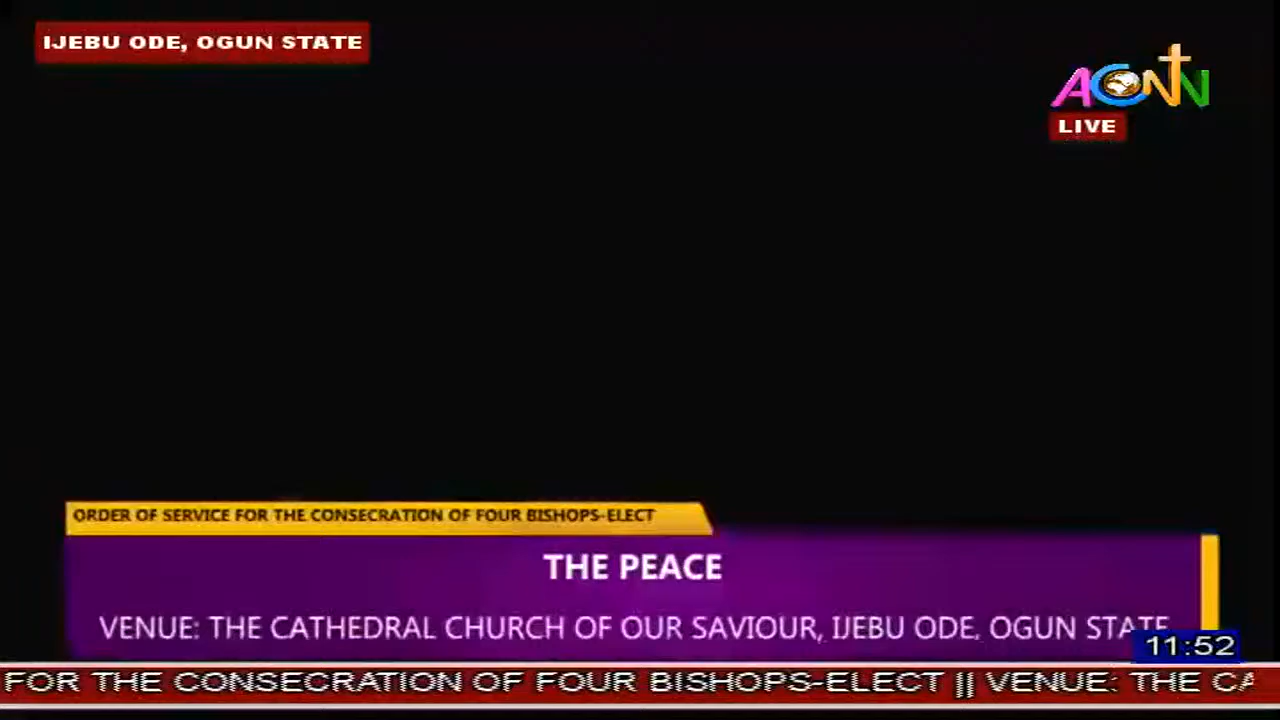 IJEBU ODE, OGUN STATE
ACNN
LIVE
ORDER OF SERVICE FOR THE CONSECRATION OF FOUR BISHOPS-ELECT
THE PEACE
VENUE: THE CATHEDRAL CHURCH OF OUR SAVIOUR, IJEBU ODE, OGUN STATE
11:52
FOR THE CONSECRATION OF FOUR BISHOPS-ELECT || VENUE: THE CA